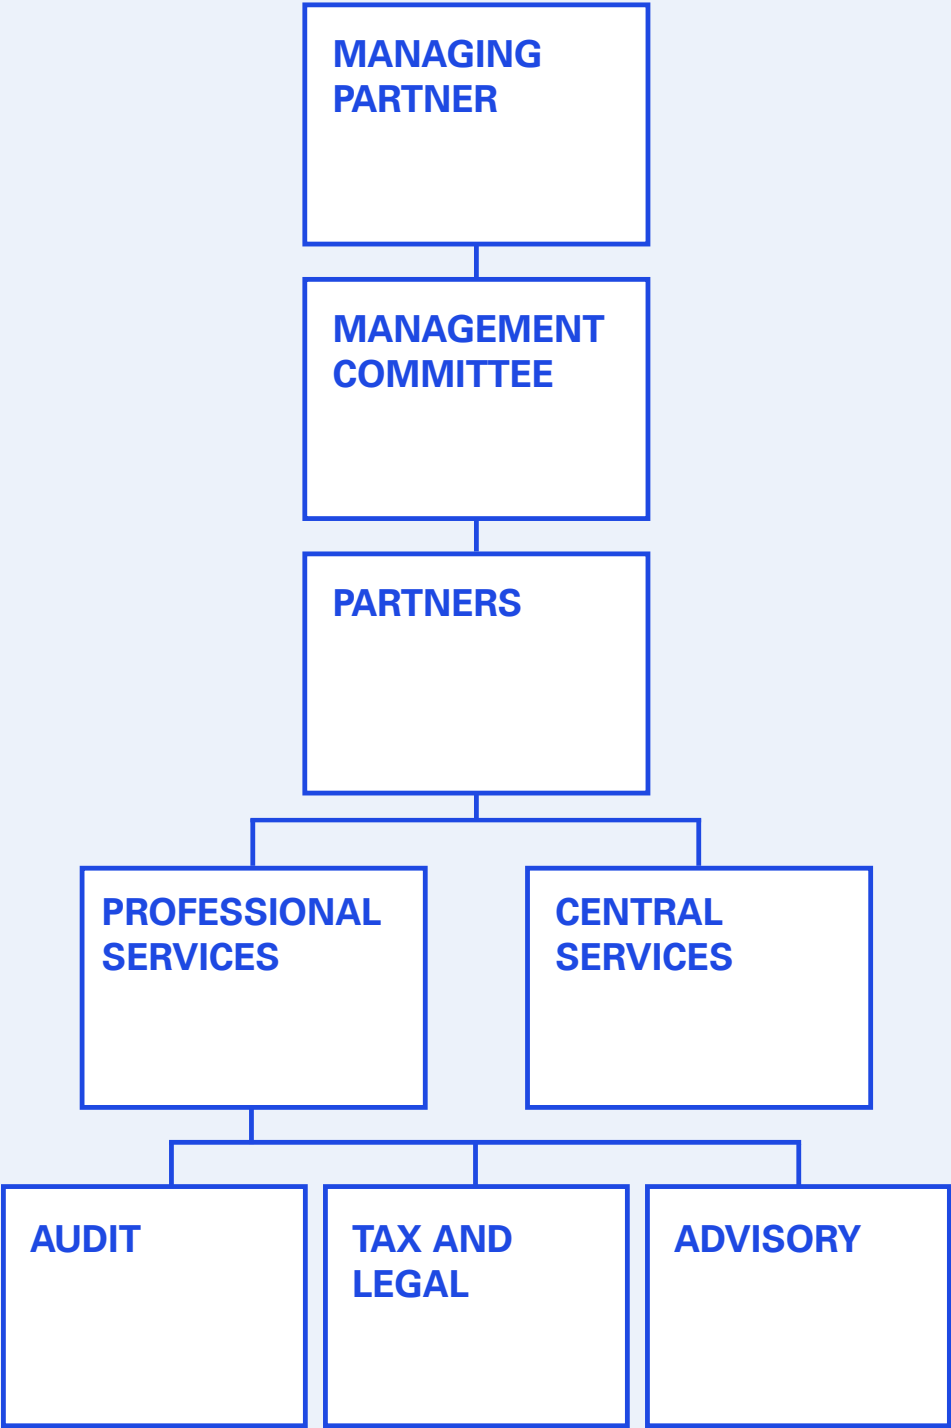 MANAGING
PARTNER
MANAGEMENT
COMMITTEE
PARTNERS
PROFESSIONAL
SERVICES
CENTRAL
SERVICES
AUDIT
TAX AND
LEGAL
ADVISORY